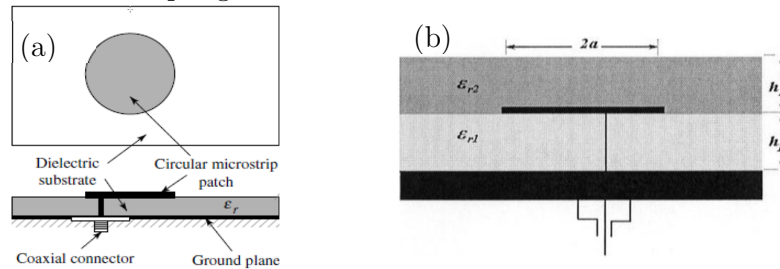 (a)
Dielectric
substrate
Circular microstrip
patch
εr
Coaxial connector
Ground plane
(b)
2a
εr2
εr1